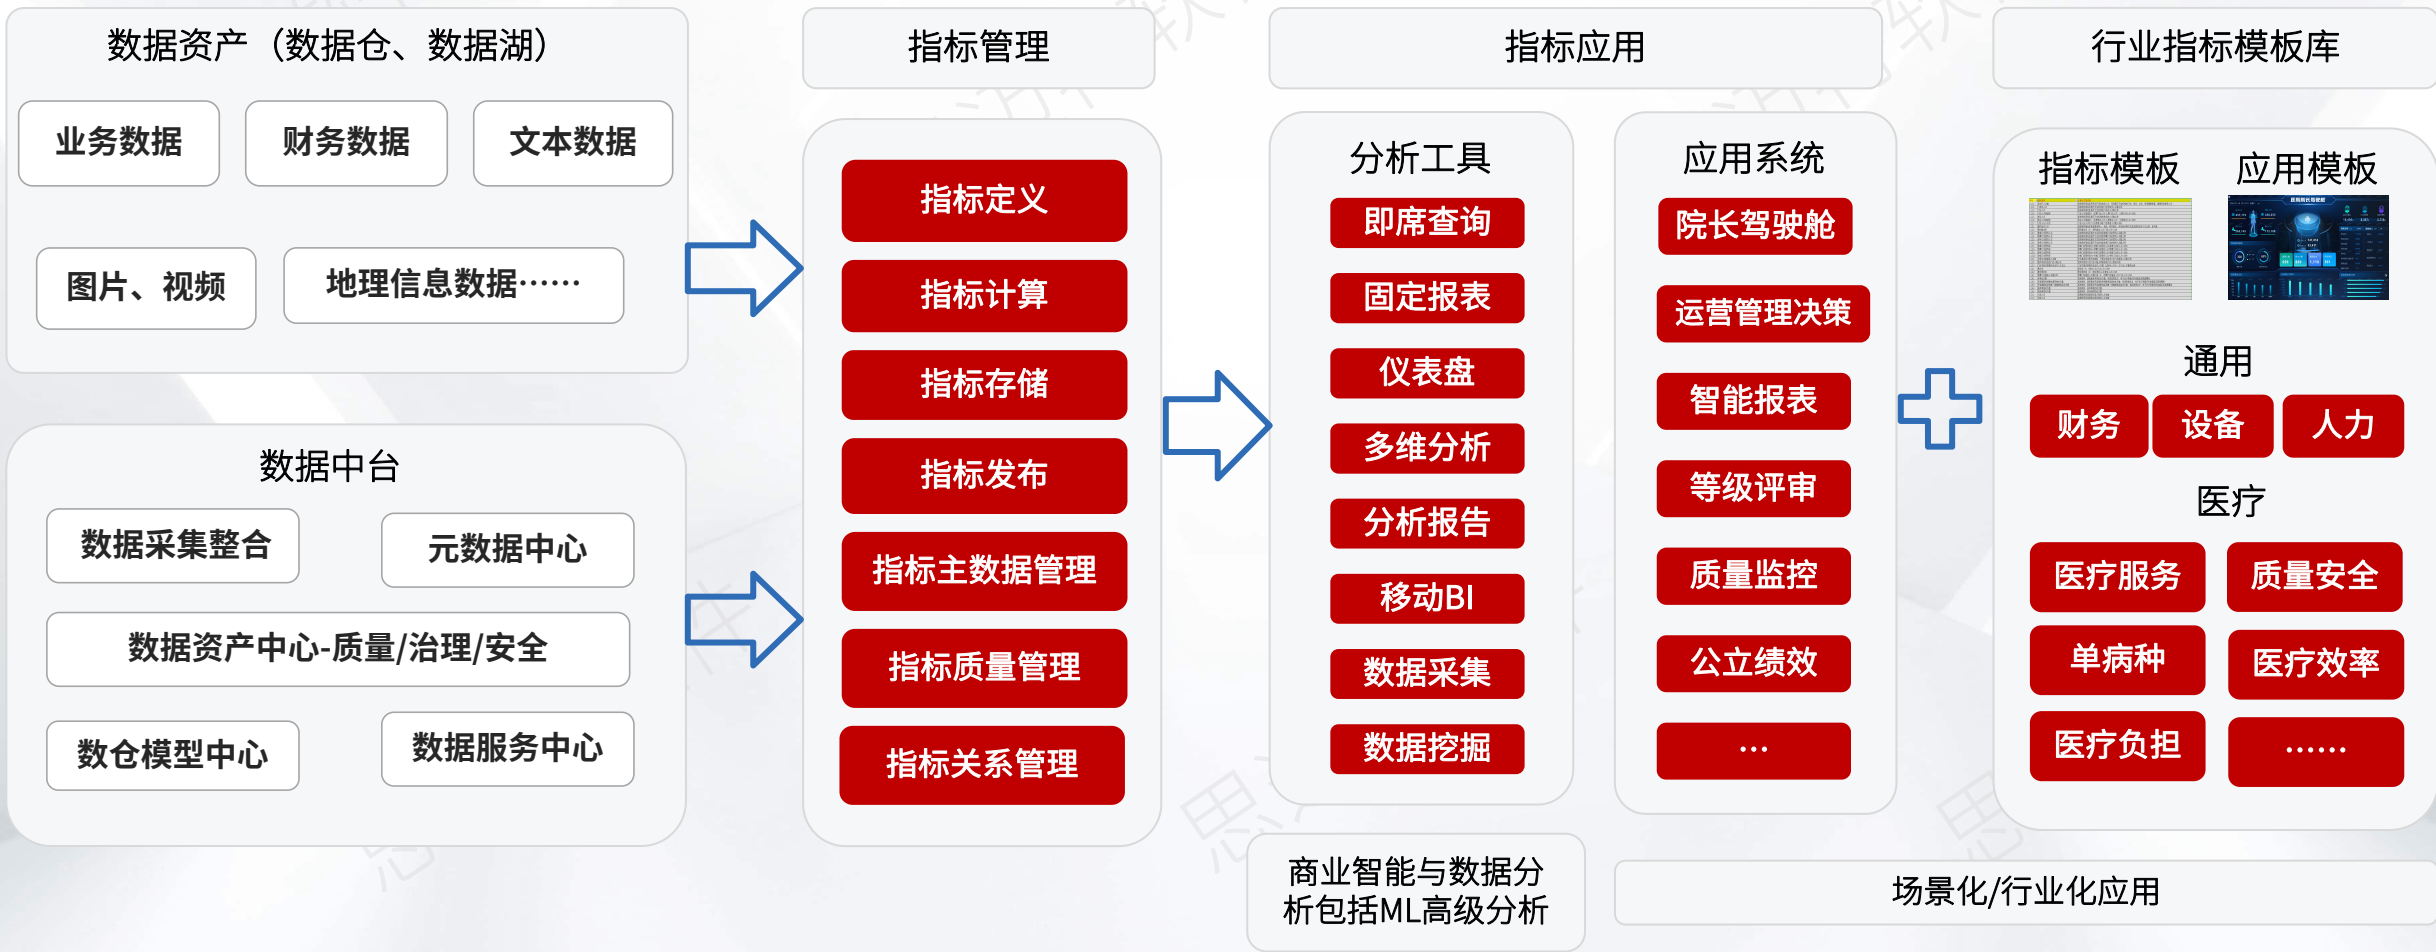 数据资产（数据仓、数据湖）
业务数据
财务数据
文本数据
图片、视频
地理信息数据……
数据中台
数据采集整合
元数据中心
数据资产中心-质量/治理/安全
数仓模型中心
数据服务中心
指标管理
指标定义
指标计算
指标存储
指标发布
指标主数据管理
指标质量管理
指标关系管理
指标应用
分析工具
即席查询
固定报表
仪表盘
多维分析
分析报告
移动BI
数据采集
数据挖掘
商业智能与数据分
析包括ML高级分析
应用系统
院长驾驶舱
运营管理决策
智能报表
等级评审
质量监控
公立绩效
...
行业指标模板库
指标模板
应用模板
通用
财务
设备
人力
医疗
医疗服务
质量安全
单病种
医疗效率
医疗负担
……
场景化/行业化应用